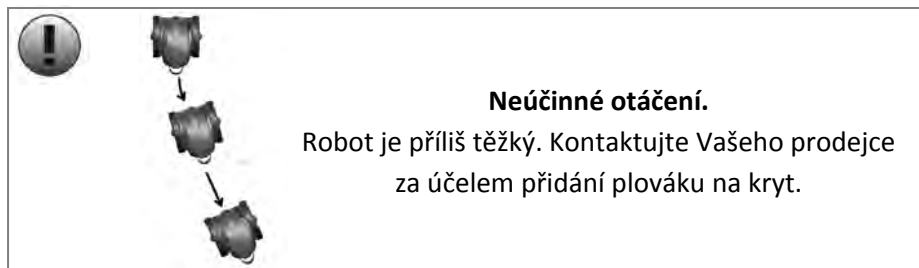 !
Neúčinné otáčení.
Robot je příliš těžký. Kontaktujte Vašeho prodejce
za účelem přidání plováku na kryt.